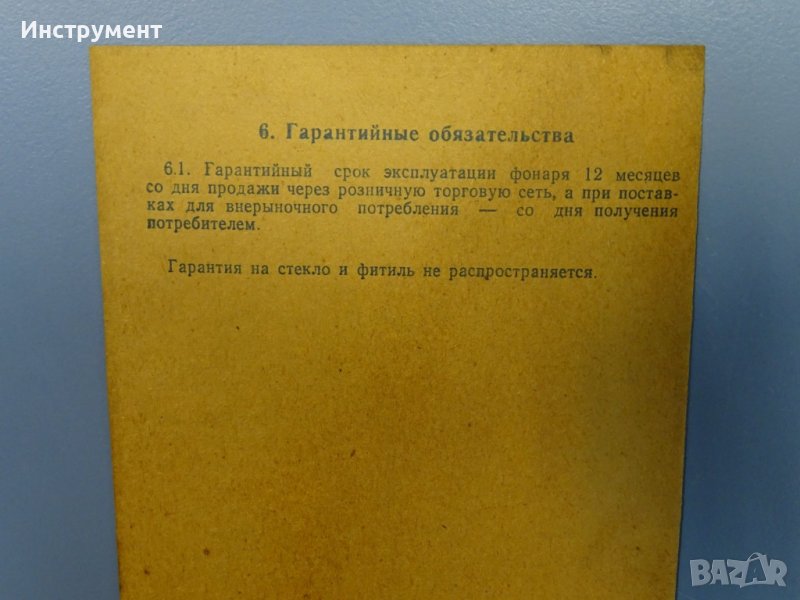 Инструмент
6. Гарантийные обязательства
6.1. Гарантийный срок эксплуатации фонаря 12 месяцев
со дня продажи через розничную торговую сеть, а при постав-
ках для внерыночного потребления — со дня получения
потребителем.
Гарантия на стекло и фитиль не распространяется.
BAZAR